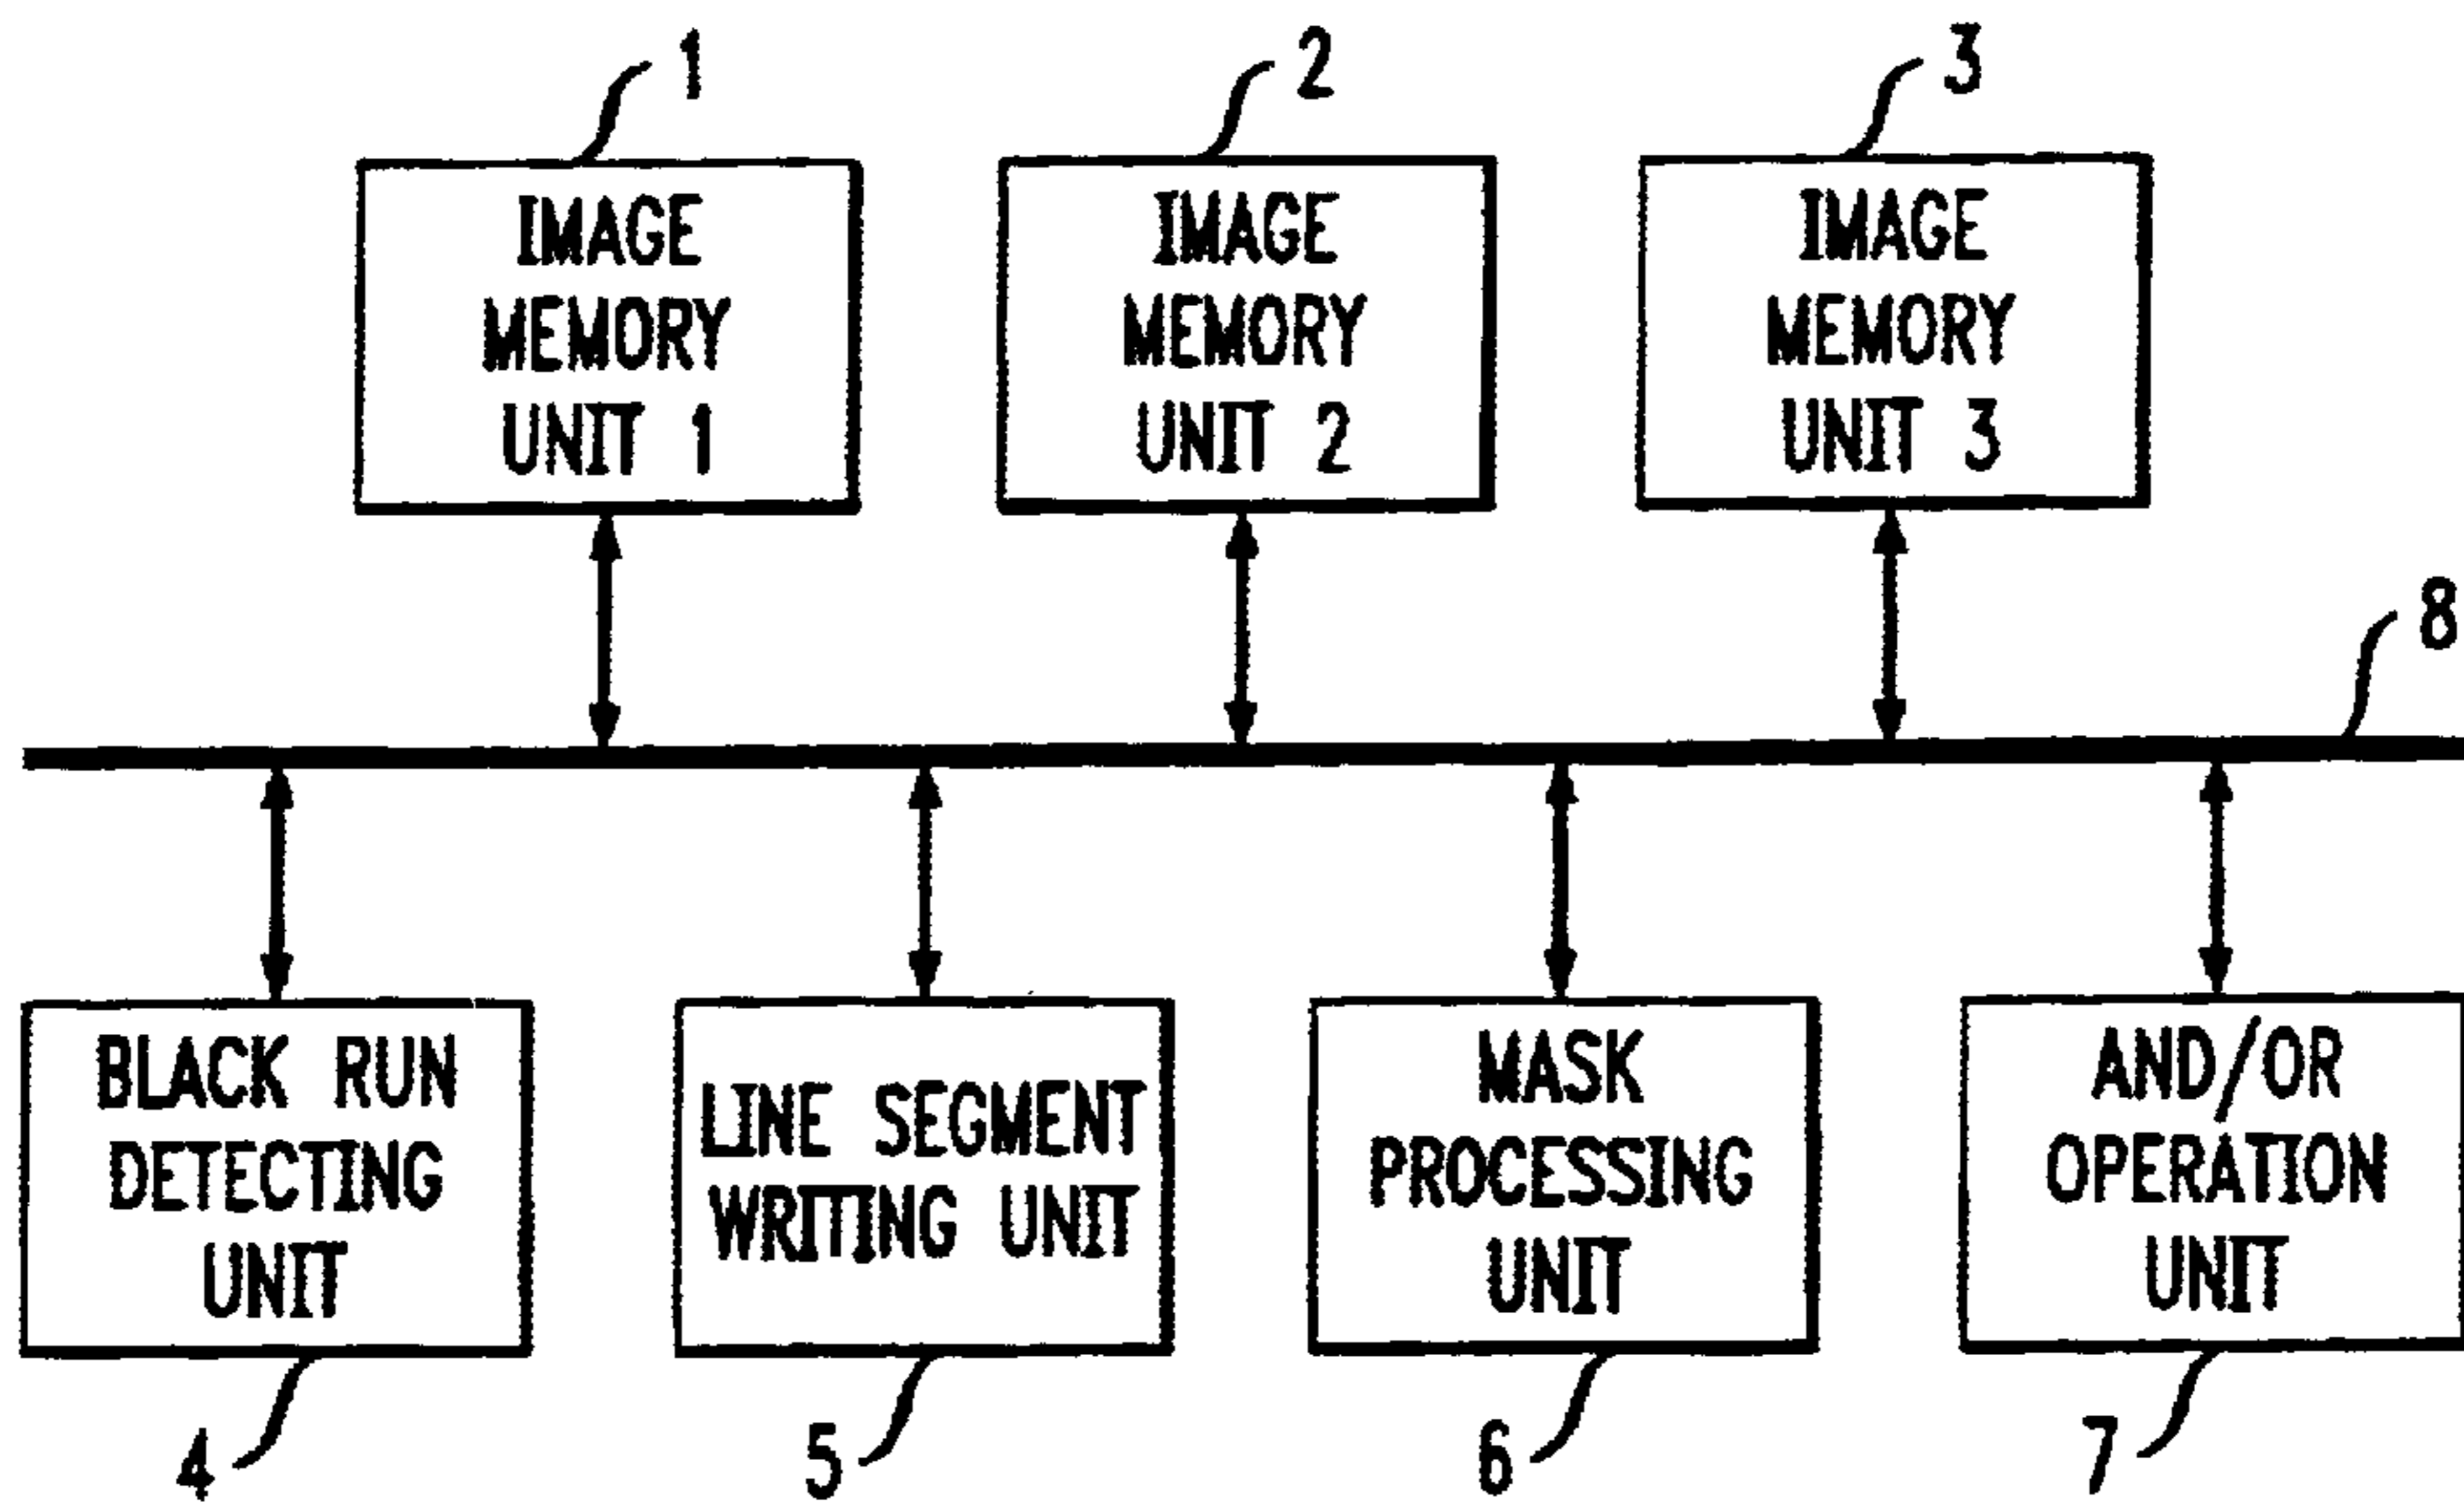 1
2
3
IMAGE
MEMORY
UNIT 1
IMAGE
MEMORY
UNIT 2
IMAGE
MEMORY
UNIT 3
8
BLACK RUN
DETECTING
UNIT
LINE SEGMENT
WRITING UNIT
MASK
PROCESSING
UNIT
AND/OR
OPERATION
UNIT
4
5
6
7